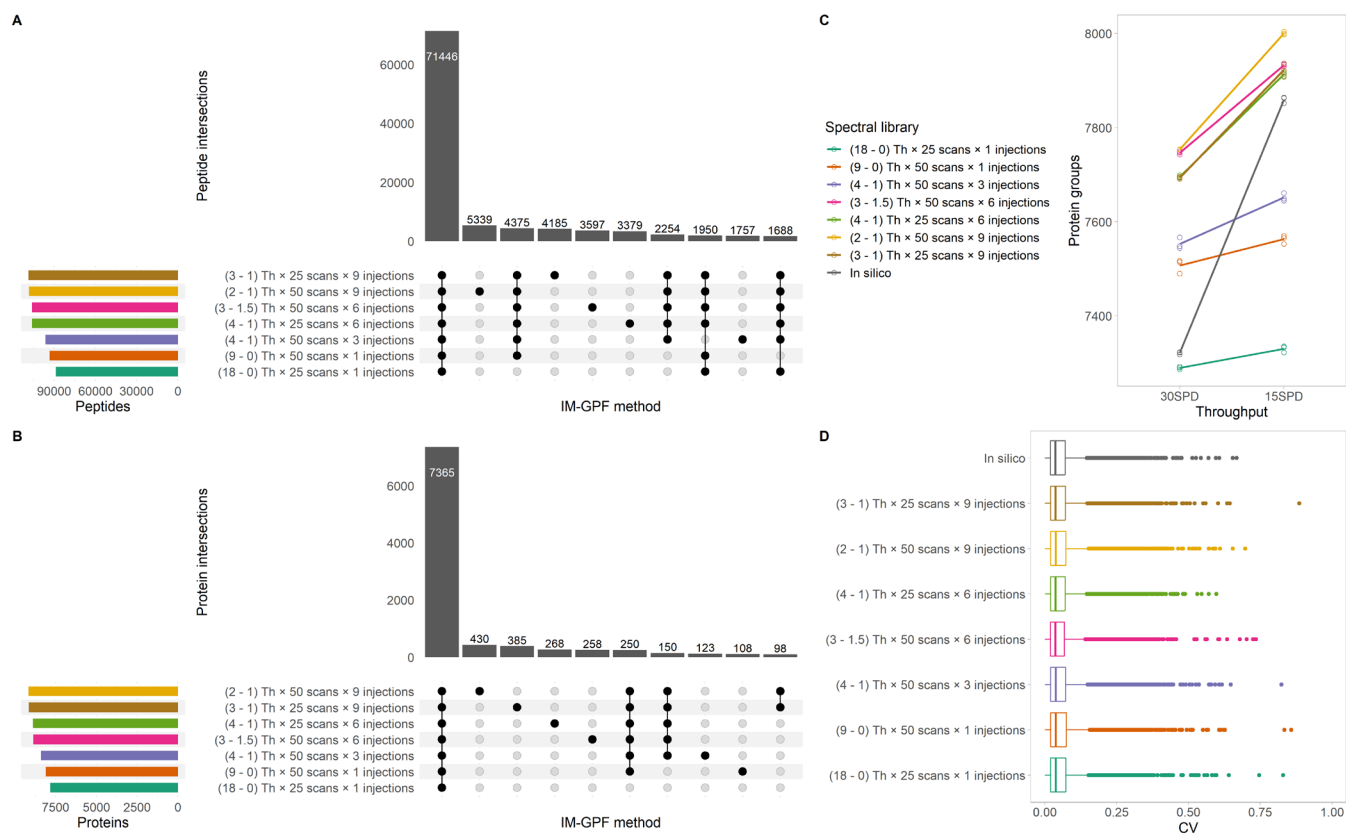 A
Peptide intersections
60000
40000
20000
0
71446
5339
4375
4185
3597
3379
2254
1950
1757
1688
(3 - 1) Th × 25 scans × 9 injections
(2 - 1) Th × 50 scans × 9 injections
(3 - 1.5) Th × 50 scans × 6 injections
(4 - 1) Th × 25 scans × 6 injections
(4 - 1) Th × 50 scans × 3 injections
(9 - 0) Th × 50 scans × 1 injections
(18 - 0) Th × 25 scans × 1 injections
90000 60000 30000 0
Peptides
IM-GPF method
B
Protein intersections
6000
4000
2000
0
7365
430
385
268
258
250
150
123
108
98
(2 - 1) Th × 50 scans × 9 injections
(3 - 1) Th × 25 scans × 9 injections
(4 - 1) Th × 25 scans × 6 injections
(3 - 1.5) Th × 50 scans × 6 injections
(4 - 1) Th × 50 scans × 3 injections
(9 - 0) Th × 50 scans × 1 injections
(18 - 0) Th × 25 scans × 1 injections
7500 5000 2500 0
Proteins
IM-GPF method
C
Spectral library
(18 - 0) Th × 25 scans × 1 injections
(9 - 0) Th × 50 scans × 1 injections
(4 - 1) Th × 50 scans × 3 injections
(3 - 1.5) Th × 50 scans × 6 injections
(4 - 1) Th × 25 scans × 6 injections
(2 - 1) Th × 50 scans × 9 injections
(3 - 1) Th × 25 scans × 9 injections
In silico
Protein groups
8000
7800
7600
7400
30SPD 15SPD
Throughput
D
In silico
(3 - 1) Th × 25 scans × 9 injections
(2 - 1) Th × 50 scans × 9 injections
(4 - 1) Th × 25 scans × 6 injections
(3 - 1.5) Th × 50 scans × 6 injections
(4 - 1) Th × 50 scans × 3 injections
(9 - 0) Th × 50 scans × 1 injections
(18 - 0) Th × 25 scans × 1 injections
0.00 0.25 0.50 0.75 1.00
CV